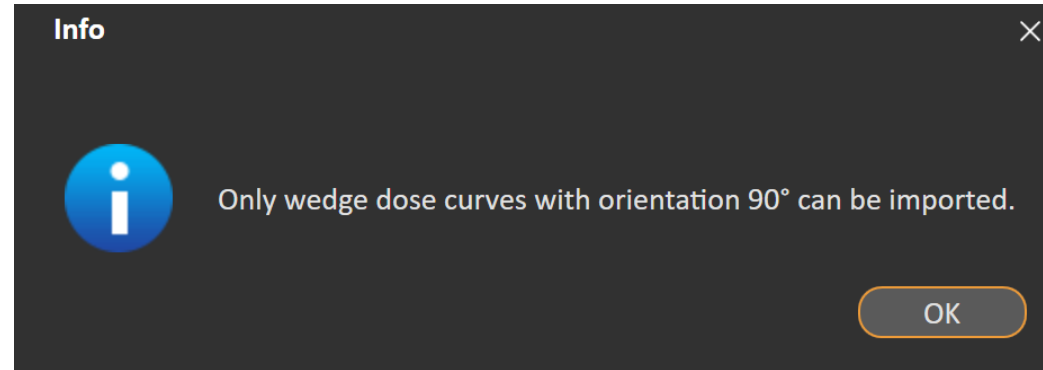 Info
Only wedge dose curves with orientation 90° can be imported.
OK